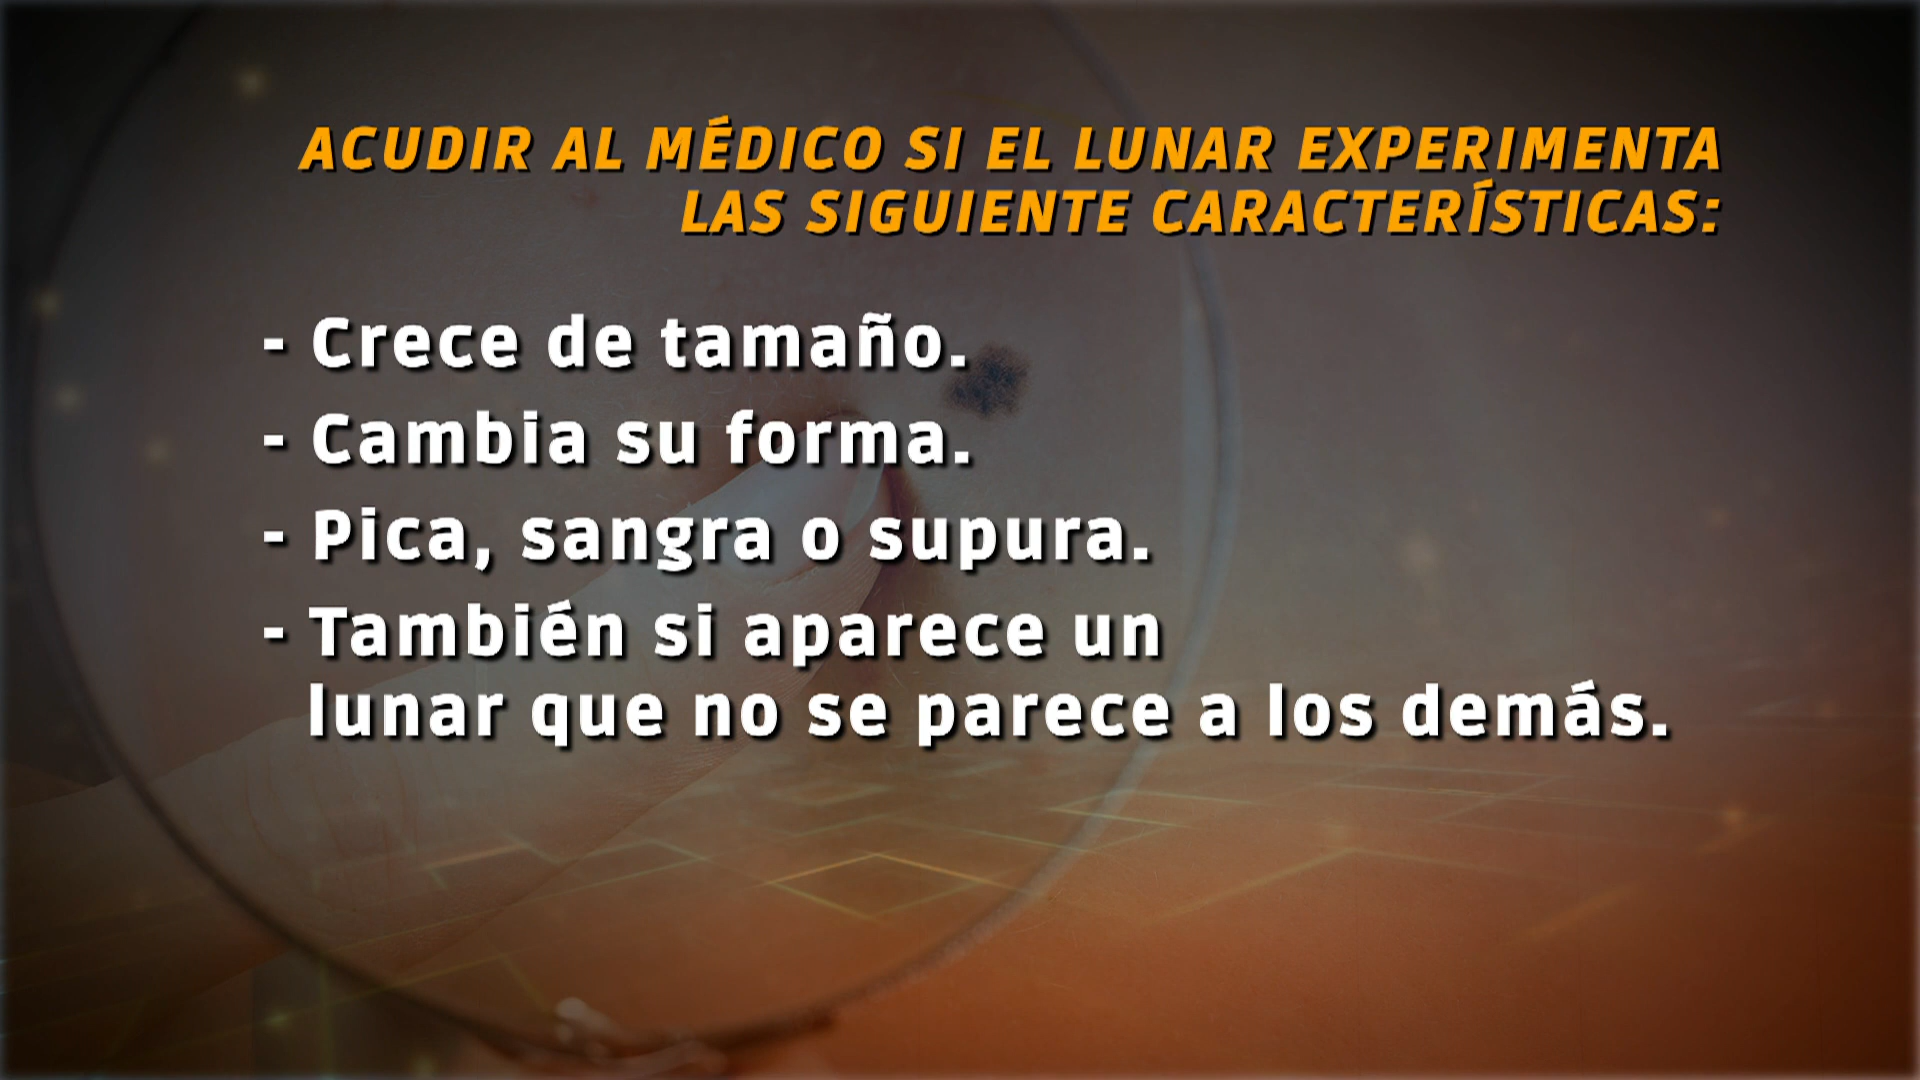 ACUDIR AL MÉDICO SI EL LUNAR EXPERIMENTA
LAS SIGUIENTE CARACTERÍSTICAS:
- Crece de tamaño.
- Cambia su forma.
- Pica, sangra o supura.
- También si aparece un
lunar que no se parece a los demás.